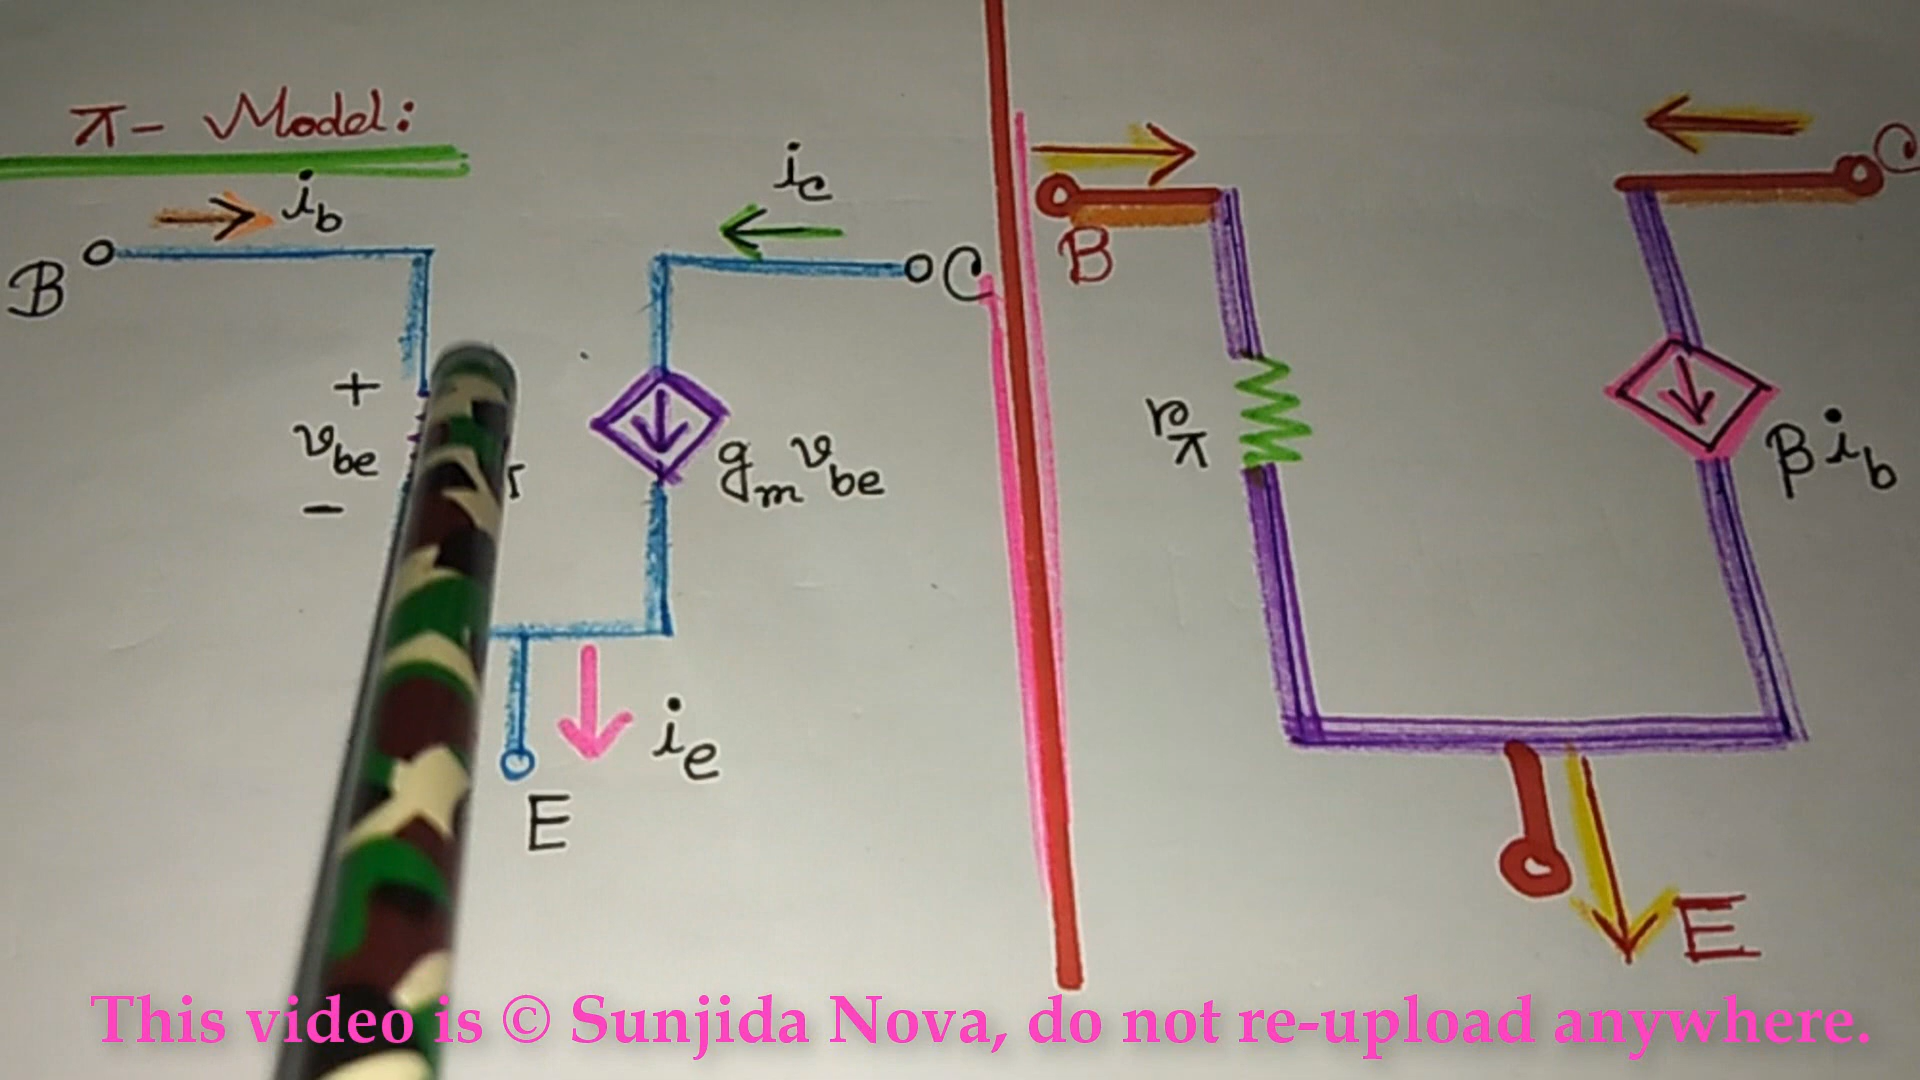 π- Model:
i_b
i_c
B
C
+
v_be
-
g_m v_be
i_e
E
B
C
r_π
β i_b
E
This video is © Sunjida Nova, do not re-upload anywhere.